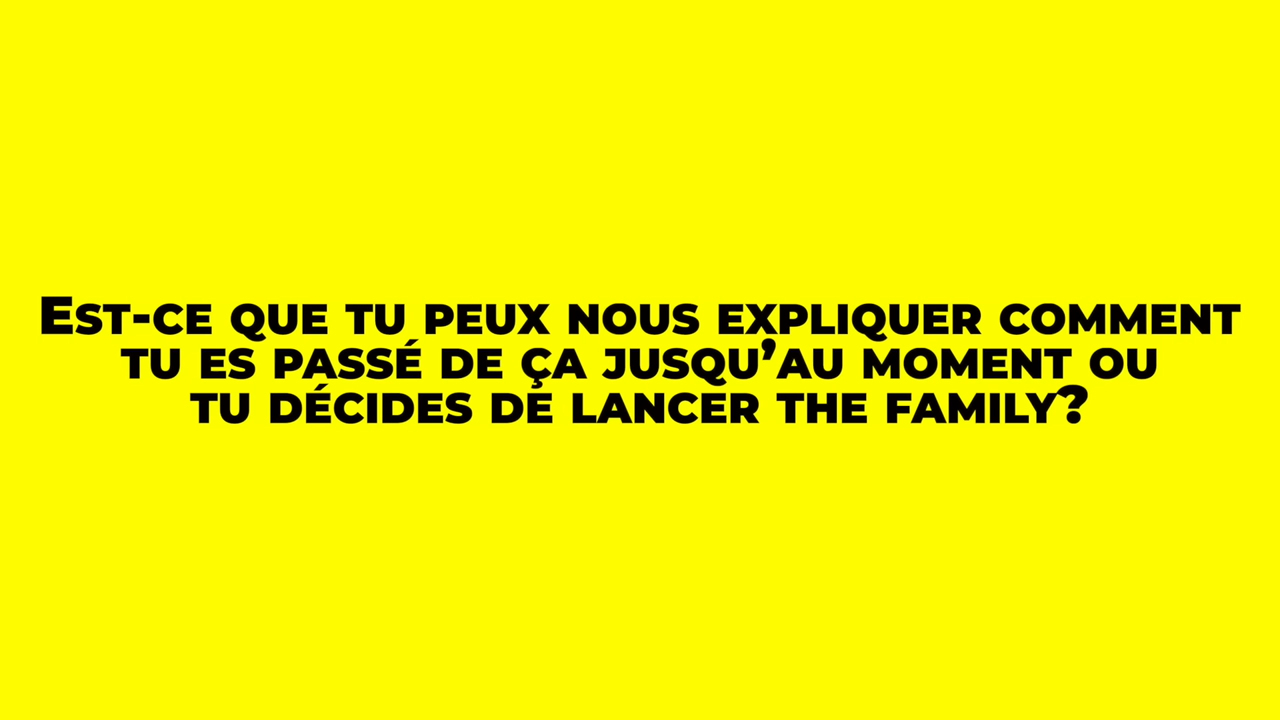 Est-ce que tu peux nous expliquer comment
tu es passé de ça jusqu'au moment ou
tu décides de lancer the family?